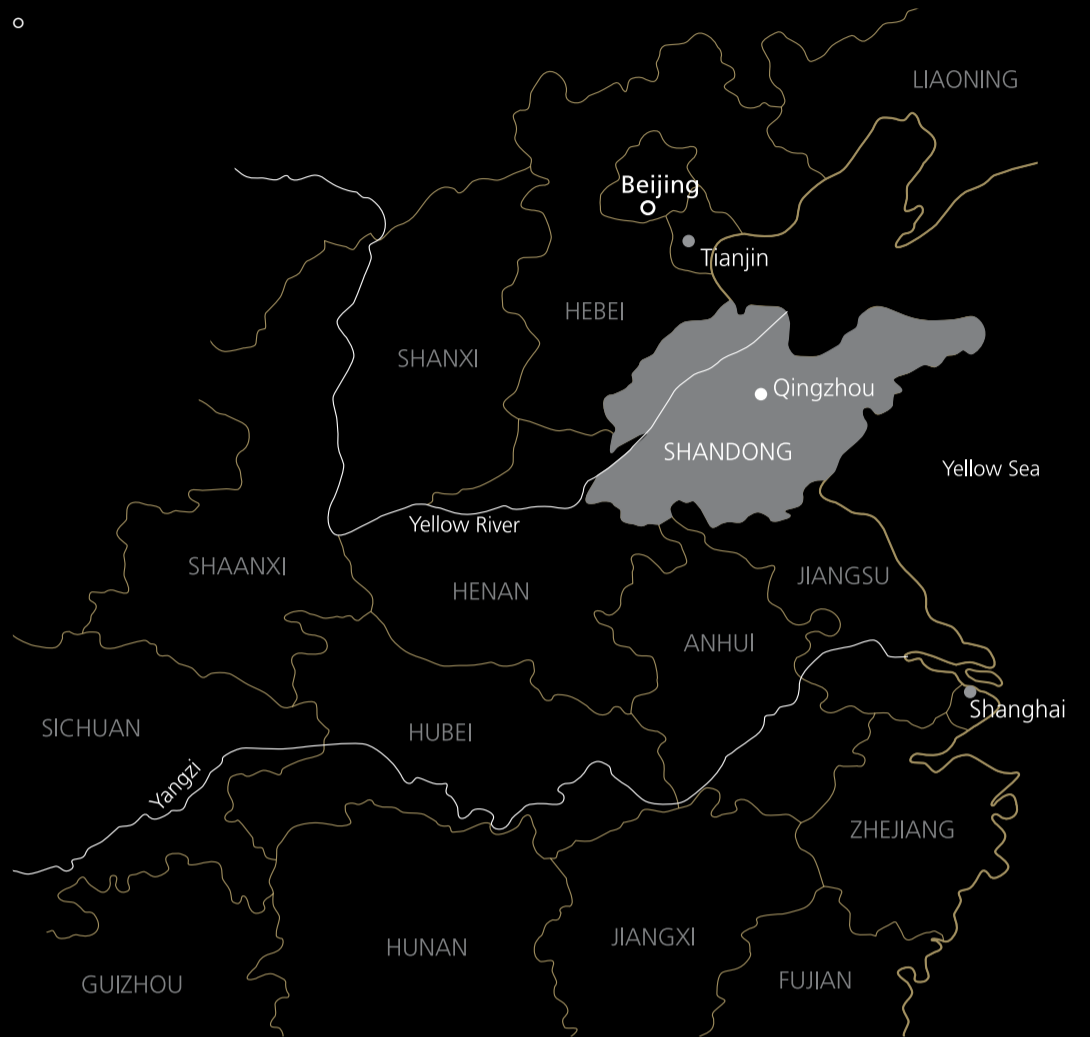 LIAONING
Beijing
Tianjin
HEBEI
SHANXI
Qingzhou
SHANDONG
Yellow Sea
Yellow River
SHAANXI
HENAN
JIANGSU
ANHUI
SICHUAN
HUBEI
Shanghai
Yangzi
ZHEJIANG
HUNAN
JIANGXI
GUIZHOU
FUJIAN